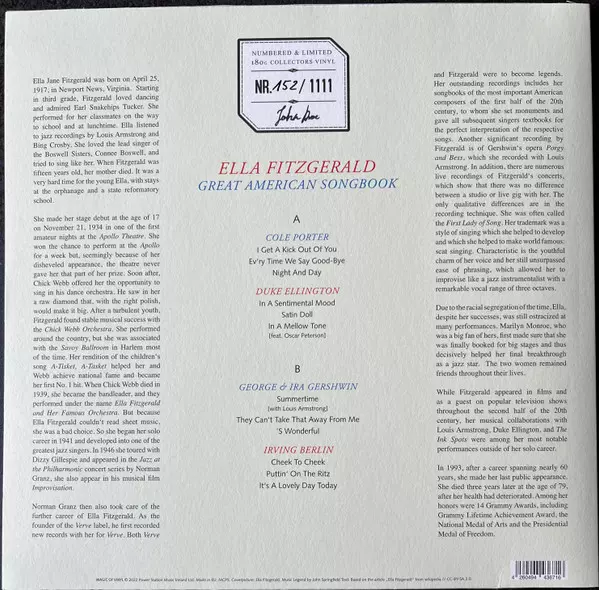 NUMBERED & LIMITED
180G COLLECTORS VINYL
NR. 152 / 1111
John Doe
ELLA FITZGERALD
GREAT AMERICAN SONGBOOK
Ella Jane Fitzgerald was born on April 25,
1917; in Newport News, Virginia. Starting
in third grade, Fitzgerald loved dancing
and admired Earl Snakehips Tucker. She
performed for her classmates on the way
to school and at lunchtime. Ella listened
to jazz recordings by Louis Armstrong and
Bing Crosby, She loved the lead singer of
the Boswell Sisters, Connee Boswell, and
tried to sing like her. When Fitzgerald was
fifteen years old, her mother died. It was a
very hard time for the young Ella, with stays
at the orphanage and a state reformatory
school.
She made her stage debut at the age of 17
on November 21, 1934 in one of the first
amateur nights at the Apollo Theatre. She
won the chance to perform at the Apollo
for a week but, seemingly because of her
disheveled appearance, the theatre never
gave her that part of her prize. Soon after,
Chick Webb offered her the opportunity to
sing in his dance orchestra. He saw in her
a raw diamond that, with the right polish,
would make it big. After a turbulent youth,
Fitzgerald found stable musical success with
the Chick Webb Orchestra. She performed
around the country, but she was associated
with the Savoy Ballroom in Harlem most
of the time. Her rendition of the children's
song A-Tisket, A-Tasket helped her and
Webb achieve national fame and became
her first No. 1 hit. When Chick Webb died in
1939, she became the bandleader, and they
performed under the name Ella Fitzgerald
and Her Famous Orchestra. But because
Ella Fitzgerald couldn't read sheet music,
she was a bad choice. So she began her solo
career in 1941 and developed into one of the
greatest jazz singers. In 1946 she toured with
Dizzy Gillespie and appeared in the Jazz at
the Philharmonic concert series by Norman
Granz, she also appear in his musical film
Improvisation.
Norman Granz then also took care of the
further career of Ella Fitzgerald. As the
founder of the Verve label, he first recorded
new records with her for Verve. Both Verve
A
COLE PORTER
I Get A Kick Out Of You
Ev'ry Time We Say Good-Bye
Night And Day
DUKE ELLINGTON
In A Sentimental Mood
Satin Doll
In A Mellow Tone
(feat. Oscar Peterson)
B
GEORGE & IRA GERSHWIN
Summertime
(with Louis Armstrong)
They Can't Take That Away From Me
'S Wonderful
IRVING BERLIN
Cheek To Cheek
Puttin' On The Ritz
It's A Lovely Day Today
and Fitzgerald were to become legends.
Her outstanding recordings includes her
songbooks of the most important American
composers of the first half of the 20th
century, to whom she set monuments and
gave all subsequent singers textbooks for
the perfect interpretation of the respective
songs. Another significant recording by
Fitzgerald is of Gershwin's opera Porgy
and Bess, which she recorded with Louis
Armstrong. In addition, there are numerous
live recordings of Fitzgerald's concerts,
which show that there was no difference
between a studio or live gig with her. The
only qualitative differences are in the
recording technique. She was often called
the First Lady of Song. Her trademark was a
style of singing which she helped to develop
and which she helped to make world famous:
scat singing. Characteristic is the youthful
charm of her voice and her still unsurpassed
ease of phrasing, which allowed her to
improvise like a jazz instrumentalist with a
remarkable vocal range of three octaves.
Due to the racial segregation of the time, Ella,
despite her successes, was still ostracized at
many performances. Marilyn Monroe, who
was a big fan of hers, first made sure that she
was finally booked for big stages and thus
decisively helped her final breakthrough
as a jazz star. The two women remained
friends throughout their lives.
While Fitzgerald appeared in films and
as a guest on popular television shows
throughout the second half of the 20th
century, her musical collaborations with
Louis Armstrong, Duke Ellington, and The
Ink Spots were among her most notable
performances outside of her solo career.
In 1993, after a career spanning nearly 60
years, she made her last public appearance.
She died three years later at the age of 79,
after her health had deteriorated. Among her
honors were 14 Grammy Awards, including
Grammy Lifetime Achievement Award, the
National Medal of Arts and the Presidential
Medal of Freedom.
4 260494 436716